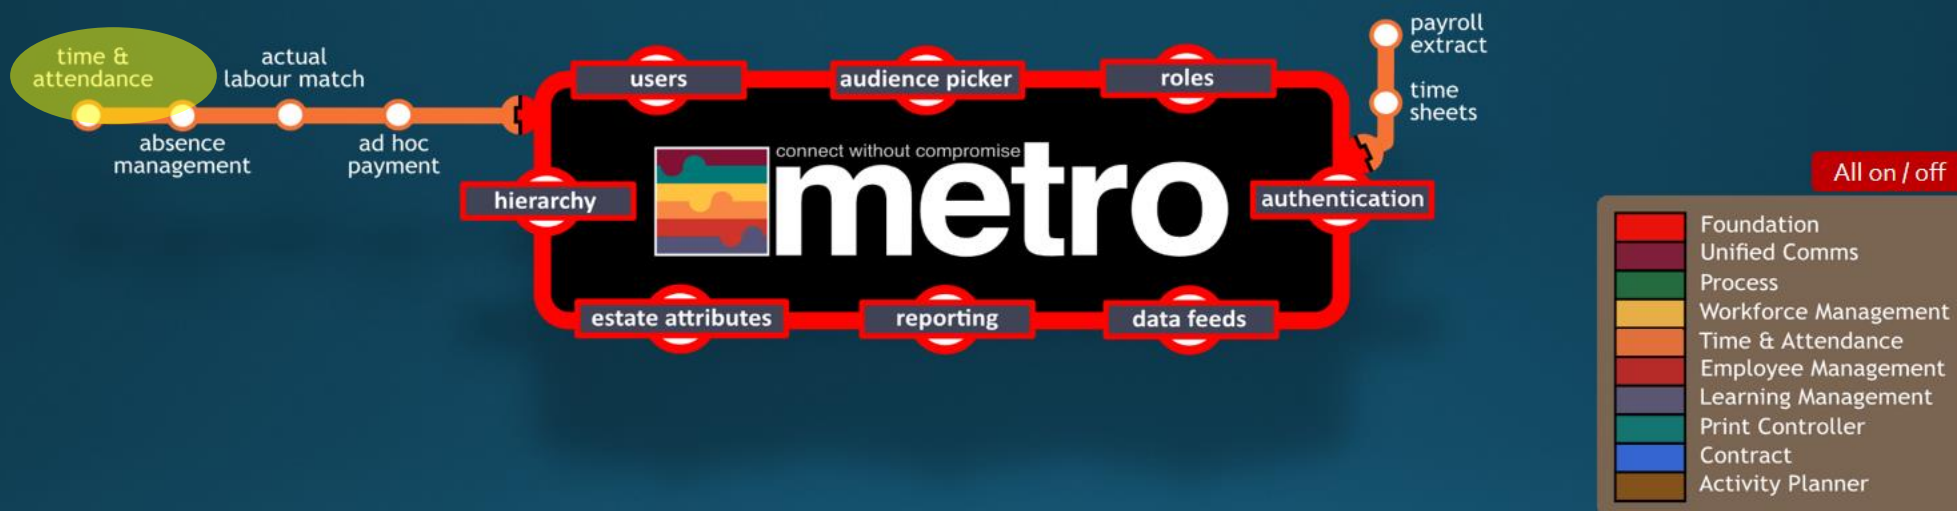 time &
attendance
actual
labour match
absence
management
ad hoc
payment
users
audience picker
roles
hierarchy
connect without compromise
metro
authentication
estate attributes
reporting
data feeds
payroll
extract
time
sheets
All on / off
Foundation
Unified Comms
Process
Workforce Management
Time & Attendance
Employee Management
Learning Management
Print Controller
Contract
Activity Planner